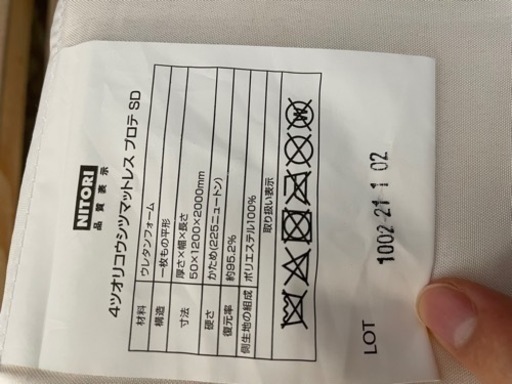 NITORI
品質表示
4ツオリコウシツマットレス プロテ SD
材料 ウレタンフォーム
構造 一枚もの平形
寸法 厚さ×幅×長さ
50×1200×2000mm
硬さ かため(225ニュートン)
復元率 約95.2%
側生地の組成 ポリエステル100%
取り扱い表示
LOT 1002-21 1 02